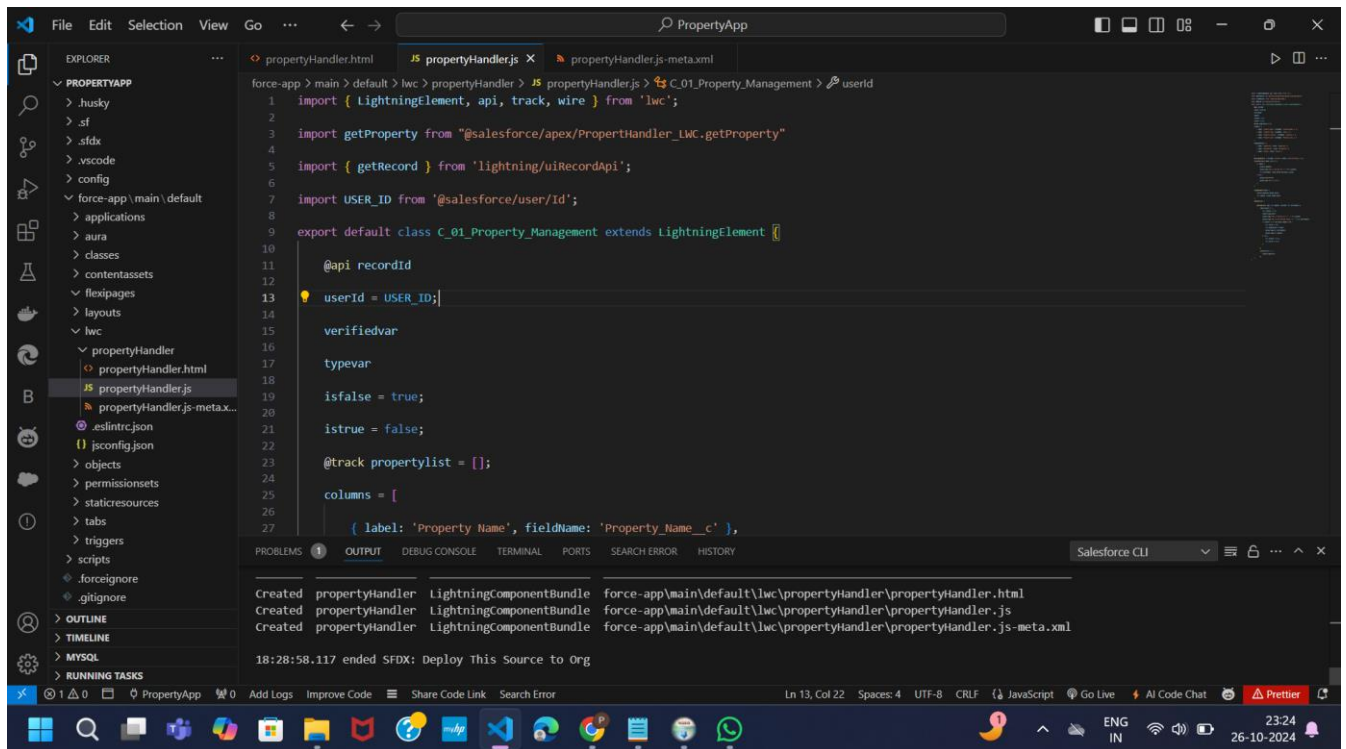 File Edit Selection View Go ··· PropertyApp
EXPLORER
PROPERTYAPP
.husky
.sf
.sfdx
.vscode
config
force-app\main\default
applications
aura
classes
contentassets
flexipages
layouts
lwc
propertyHandler
propertyHandler.html
JS propertyHandler.js
propertyHandler.js-meta.x...
.eslintrc.json
{} jsconfig.json
objects
permissionsets
staticresources
tabs
triggers
scripts
.forceignore
.gitignore
OUTLINE
TIMELINE
MYSQL
RUNNING TASKS
propertyHandler.html JS propertyHandler.js propertyHandler.js-meta.xml
force-app > main > default > lwc > propertyHandler > JS propertyHandler.js > C_01_Property_Management > userId
1 import { LightningElement, api, track, wire } from 'lwc';
2
3 import getProperty from "@salesforce/apex/PropertHandler_LWC.getProperty"
4
5 import { getRecord } from 'lightning/uiRecordApi';
6
7 import USER_ID from '@salesforce/user/Id';
8
9 export default class C_01_Property_Management extends LightningElement {
10
11 @api recordId
12
13 userId = USER_ID;
14
15 verifiedvar
16
17 typevar
18
19 isfalse = true;
20
21 istrue = false;
22
23 @track propertylist = [];
24
25 columns = [
26
27 { label: 'Property Name', fieldName: 'Property_Name__c' },
PROBLEMS 1 OUTPUT DEBUG CONSOLE TERMINAL PORTS SEARCH ERROR HISTORY Salesforce CLI
Created propertyHandler LightningComponentBundle force-app\main\default\lwc\propertyHandler\propertyHandler.html
Created propertyHandler LightningComponentBundle force-app\main\default\lwc\propertyHandler\propertyHandler.js
Created propertyHandler LightningComponentBundle force-app\main\default\lwc\propertyHandler\propertyHandler.js-meta.xml
18:28:58.117 ended SFDX: Deploy This Source to Org
1 0 PropertyApp 0 Add Logs Improve Code Share Code Link Search Error Ln 13, Col 22 Spaces: 4 UTF-8 CRLF JavaScript Go Live AI Code Chat Prettier
ENG 23:24
IN 26-10-2024